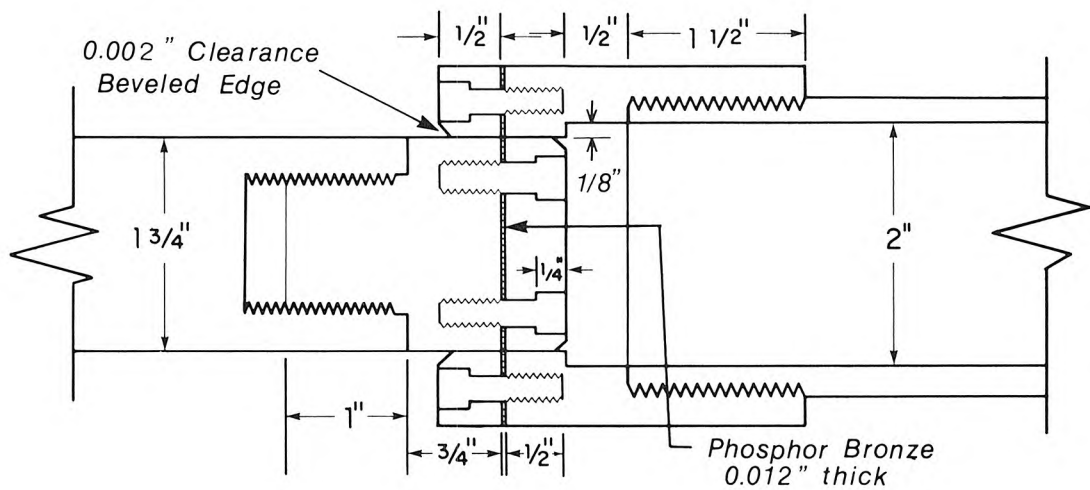 1/2"
1/2"
1 1/2"
0.002" Clearance
Beveled Edge
1/8"
1 3/4"
2"
1/4"
1"
3/4"
1/2"
Phosphor Bronze
0.012" thick